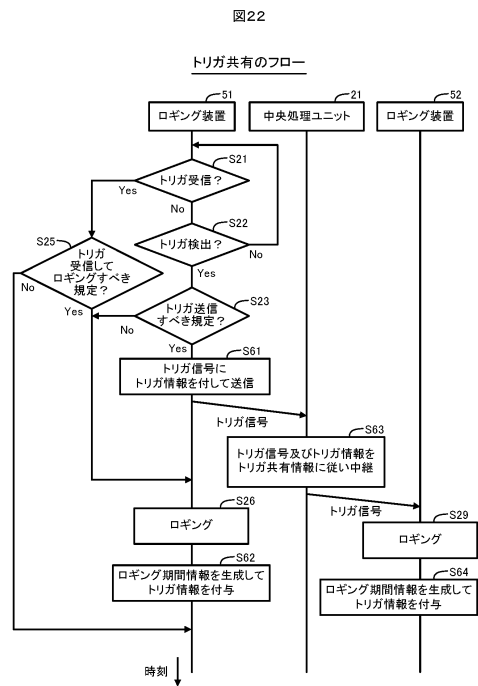 図22
トリガ共有のフロー
51
ロギング装置
21
中央処理ユニット
52
ロギング装置
S21
トリガ受信？
Yes
No
S22
トリガ検出？
No
Yes
S25
トリガ
受信して
ロギングすべき
規定？
No
Yes
S23
トリガ送信
すべき規定？
No
Yes
S61
トリガ信号に
トリガ情報を付して送信
トリガ信号
S63
トリガ信号及びトリガ情報を
トリガ共有情報に従い中継
トリガ信号
S26
ロギング
S29
ロギング
S62
ロギング期間情報を生成して
トリガ情報を付与
S64
ロギング期間情報を生成して
トリガ情報を付与
時刻